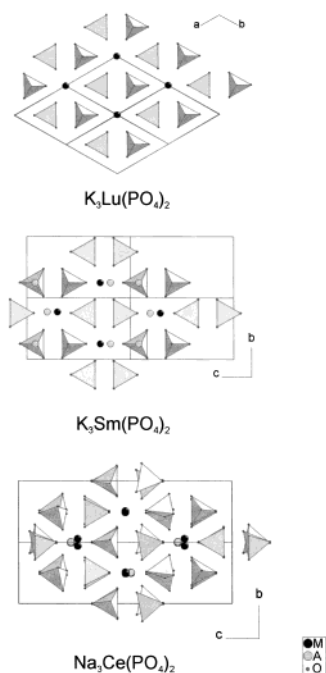 a b
K₃Lu(PO₄)₂
b
c
K₃Sm(PO₄)₂
b
c
Na₃Ce(PO₄)₂
M
A
O